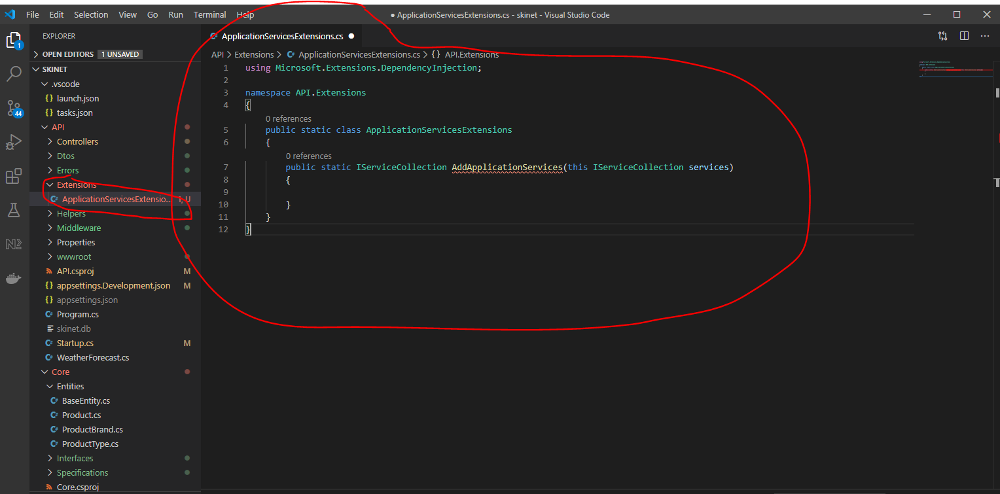 File Edit Selection View Go Run Terminal Help ● ApplicationServicesExtensions.cs - skinet - Visual Studio Code
EXPLORER
OPEN EDITORS 1 UNSAVED
SKINET
.vscode
{} launch.json
{} tasks.json
API
Controllers
Dtos
Errors
Extensions
C# ApplicationServicesExtensio... 1, U
Helpers
Middleware
Properties
wwwroot
API.csproj M
{} appsettings.Development.json M
{} appsettings.json
C# Program.cs
skinet.db
C# Startup.cs M
C# WeatherForecast.cs
Core
Entities
C# BaseEntity.cs
C# Product.cs
C# ProductBrand.cs
C# ProductType.cs
Interfaces
Specifications
Core.csproj
1
44
C# ApplicationServicesExtensions.cs ●
API > Extensions > C# ApplicationServicesExtensions.cs > {} API.Extensions
1 using Microsoft.Extensions.DependencyInjection;
2
3 namespace API.Extensions
4 {
0 references
5 public static class ApplicationServicesExtensions
6 {
0 references
7 public static IServiceCollection AddApplicationServices(this IServiceCollection services)
8 {
9
10 }
11 }
12 }